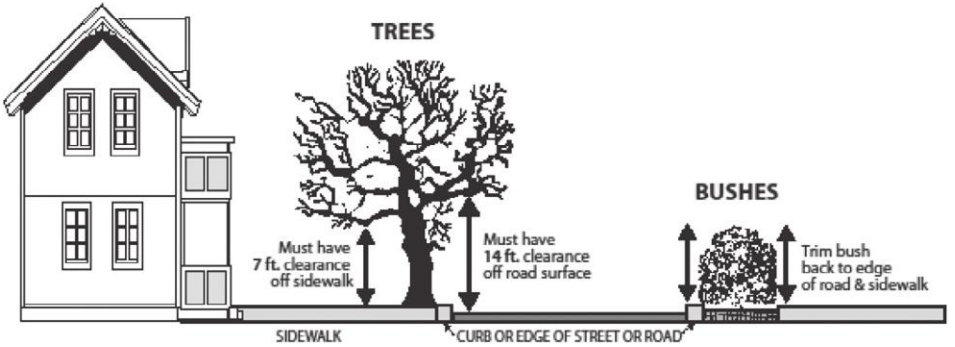 TREES
BUSHES
Must have
7 ft. clearance
off sidewalk
Must have
14 ft. clearance
off road surface
Trim bush
back to edge
of road & sidewalk
SIDEWALK
CURB OR EDGE OF STREET OR ROAD